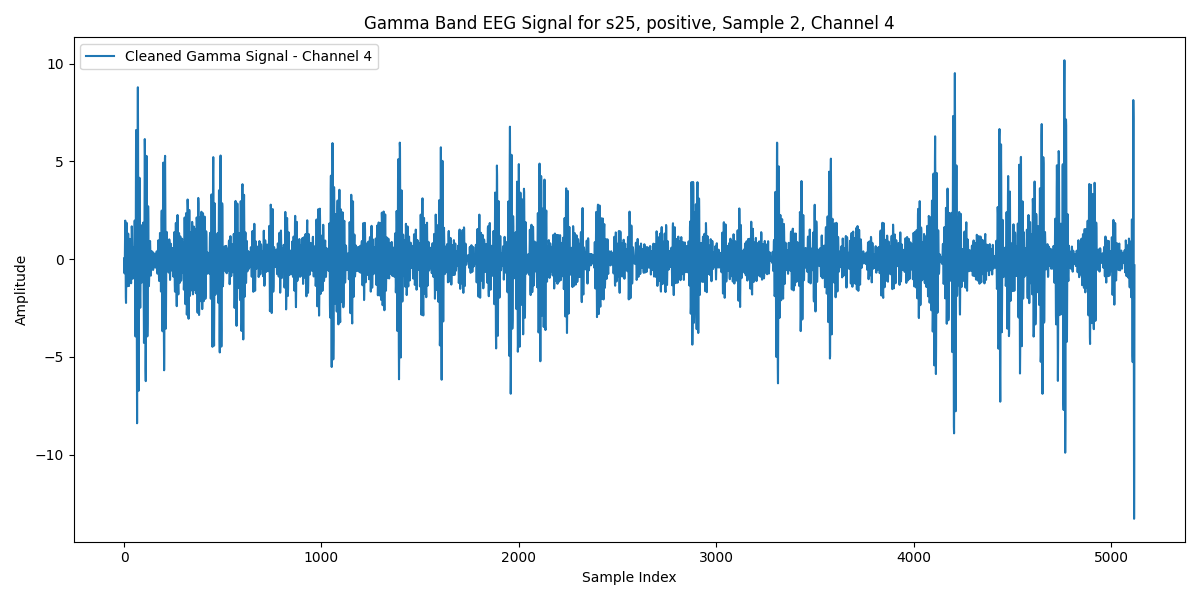 Gamma Band EEG Signal for s25, positive, Sample 2, Channel 4
Cleaned Gamma Signal - Channel 4
Amplitude
10
5
0
−5
−10
0 1000 2000 3000 4000 5000
Sample Index